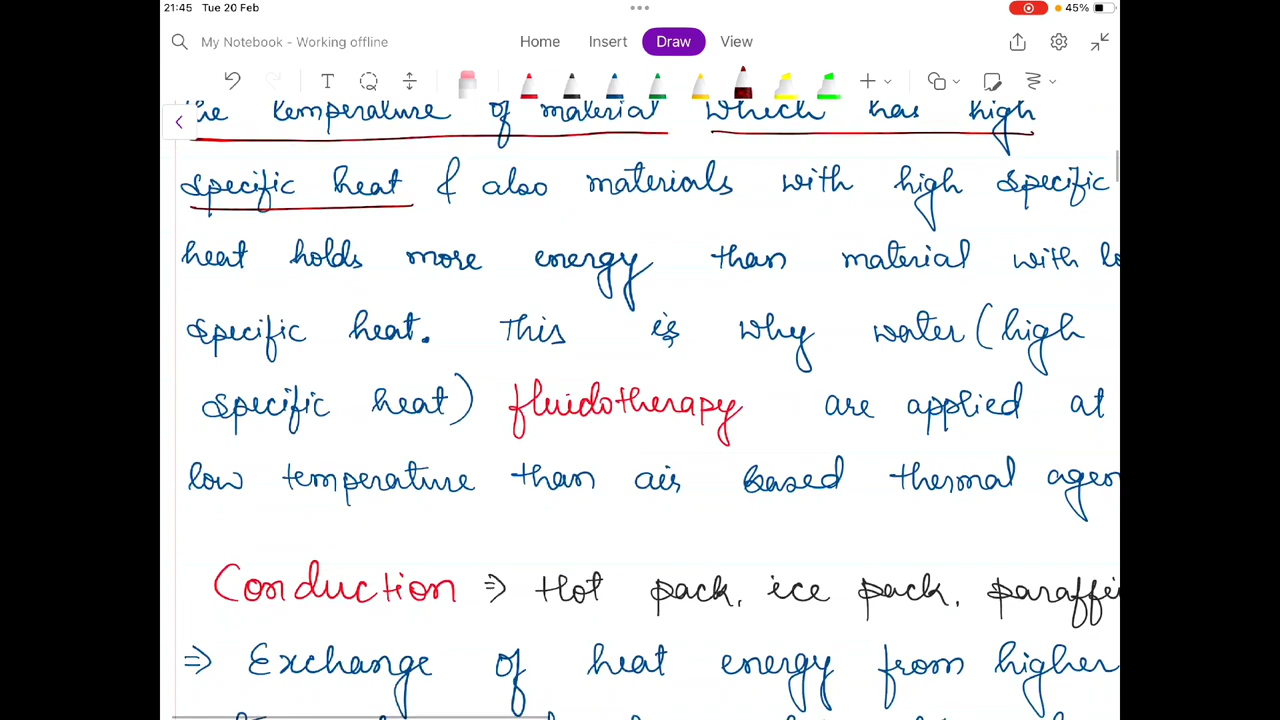 21:45 Tue 20 Feb
45%
My Notebook - Working offline
Home Insert Draw View
temperature of material which has high
specific heat & also materials with high specific
heat holds more energy than material with
specific heat. This is why water (high
specific heat) fluidotherapy are applied at
low temperature than air based thermal agen
Conduction ⇒ Hot pack, ice pack, paraffi
⇒ Exchange of heat energy from higher